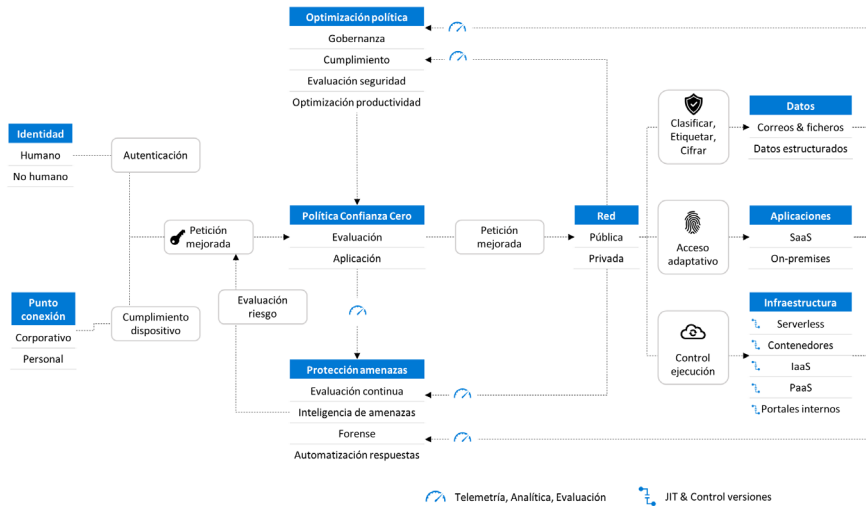 Optimización política
Gobernanza
Cumplimiento
Evaluación seguridad
Optimización productividad
Identidad
Humano
No humano
Autenticación
Punto
conexión
Corporativo
Personal
Cumplimiento
dispositivo
Petición
mejorada
Evaluación
riesgo
Política Confianza Cero
Evaluación
Aplicación
Protección amenazas
Evaluación continua
Inteligencia de amenazas
Forense
Automatización respuestas
Petición
mejorada
Red
Pública
Privada
Clasificar,
Etiquetar,
Cifrar
Acceso
adaptativo
Control
ejecución
Datos
Correos & ficheros
Datos estructurados
Aplicaciones
SaaS
On-premises
Infraestructura
Serverless
Contenedores
IaaS
PaaS
Portales internos
Telemetría, Analítica, Evaluación
JIT & Control versiones